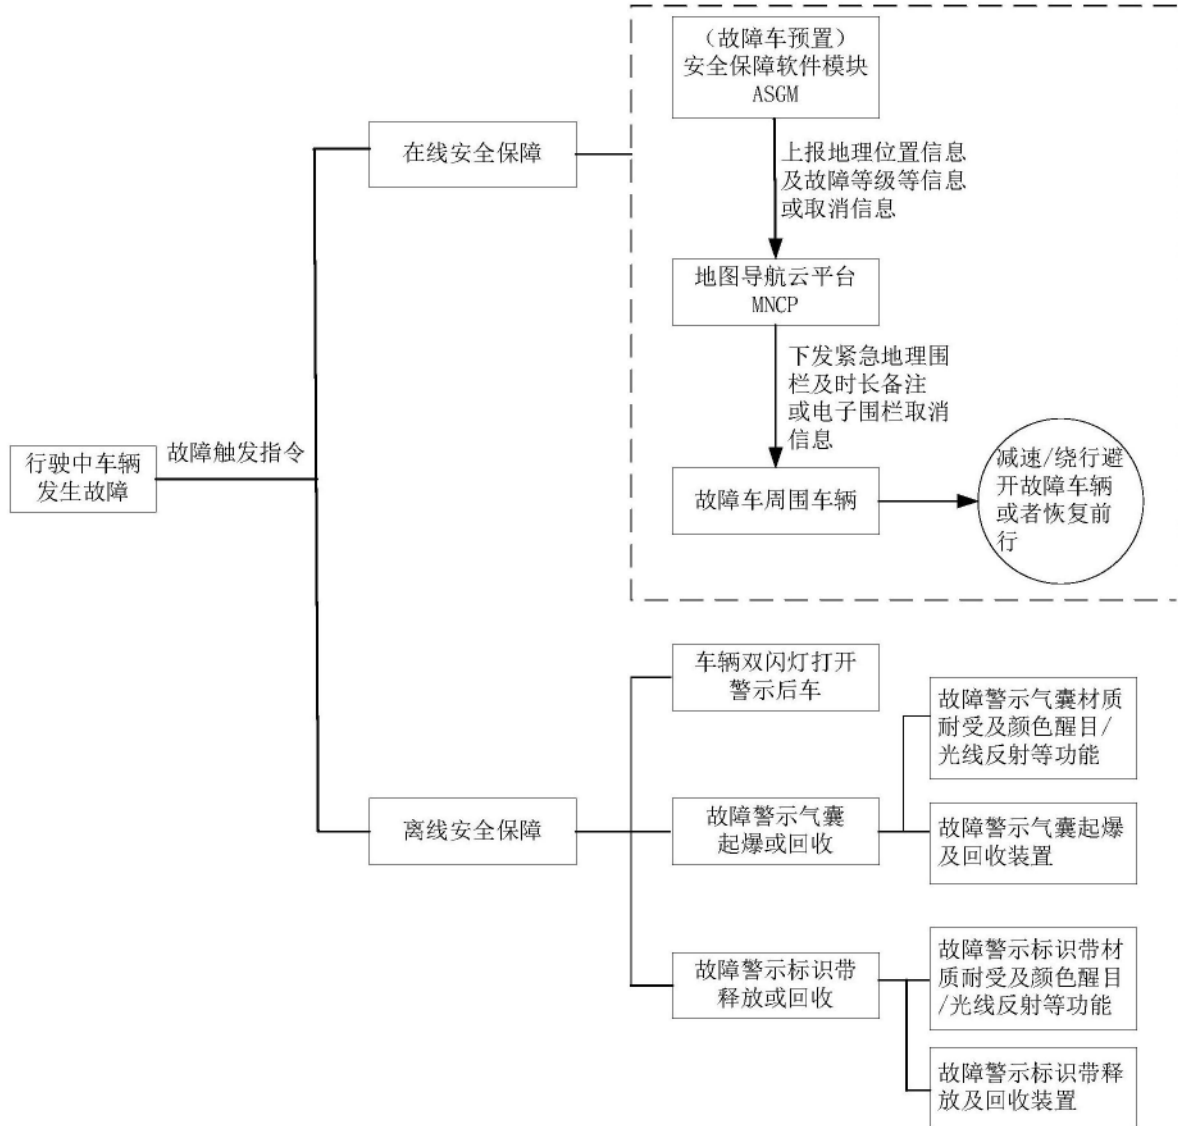 （故障车预置）
安全保障软件模块
ASGM
在线安全保障
上报地理位置信息
及故障等级等信息
或取消信息
地图导航云平台
MNCP
下发紧急地理围
栏及时长备注
或电子围栏取消
信息
行驶中车辆
发生故障
故障触发指令
故障车周围车辆
减速/绕行避
开故障车辆
或者恢复前
行
车辆双闪灯打开
警示后车
离线安全保障
故障警示气囊
起爆或回收
故障警示气囊材质
耐受及颜色醒目/
光线反射等功能
故障警示气囊起爆
及回收装置
故障警示标识带
释放或回收
故障警示标识带材
质耐受及颜色醒目
/光线反射等功能
故障警示标识带释
放及回收装置